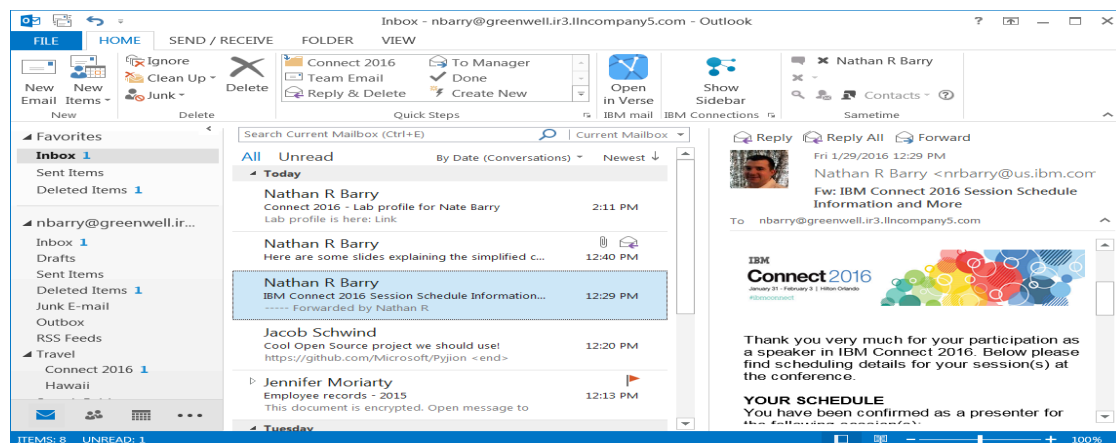 Inbox - nbarry@greenwell.ir3.llncompany5.com - Outlook
FILE HOME SEND / RECEIVE FOLDER VIEW
New Email
New Items
New
Ignore
Clean Up
Junk
Delete
Delete
Connect 2016
Team Email
Reply & Delete
To Manager
Done
Create New
Quick Steps
Open in Verse
IBM mail
Show Sidebar
IBM Connections
Nathan R Barry
Contacts
Sametime
Favorites
Inbox 1
Sent Items
Deleted Items 1
nbarry@greenwell.ir...
Inbox 1
Drafts
Sent Items
Deleted Items 1
Junk E-mail
Outbox
RSS Feeds
Travel
Connect 2016 1
Hawaii
Search Current Mailbox (Ctrl+E) Current Mailbox
All Unread By Date (Conversations) Newest ↓
Today
Nathan R Barry
Connect 2016 - Lab profile for Nate Barry 2:11 PM
Lab profile is here: Link
Nathan R Barry
Here are some slides explaining the simplified c... 12:40 PM
Nathan R Barry
IBM Connect 2016 Session Schedule Information... 12:29 PM
----- Forwarded by Nathan R
Jacob Schwind
Cool Open Source project we should use! 12:20 PM
https://github.com/Microsoft/Pyjion <end>
Jennifer Moriarty
Employee records - 2015 12:13 PM
This document is encrypted. Open message to
Tuesday
Reply Reply All Forward
Fri 1/29/2016 12:29 PM
Nathan R Barry <nrbarry@us.ibm.com
Fw: IBM Connect 2016 Session Schedule
Information and More
To nbarry@greenwell.ir3.llncompany5.com
IBM
Connect 2016
January 31 - February 3 | Hilton Orlando
#ibmconnect
Thank you very much for your participation as
a speaker in IBM Connect 2016. Below please
find scheduling details for your session(s) at
the conference.
YOUR SCHEDULE
You have been confirmed as a presenter for
the following session(s):
ITEMS: 8 UNREAD: 1
100%